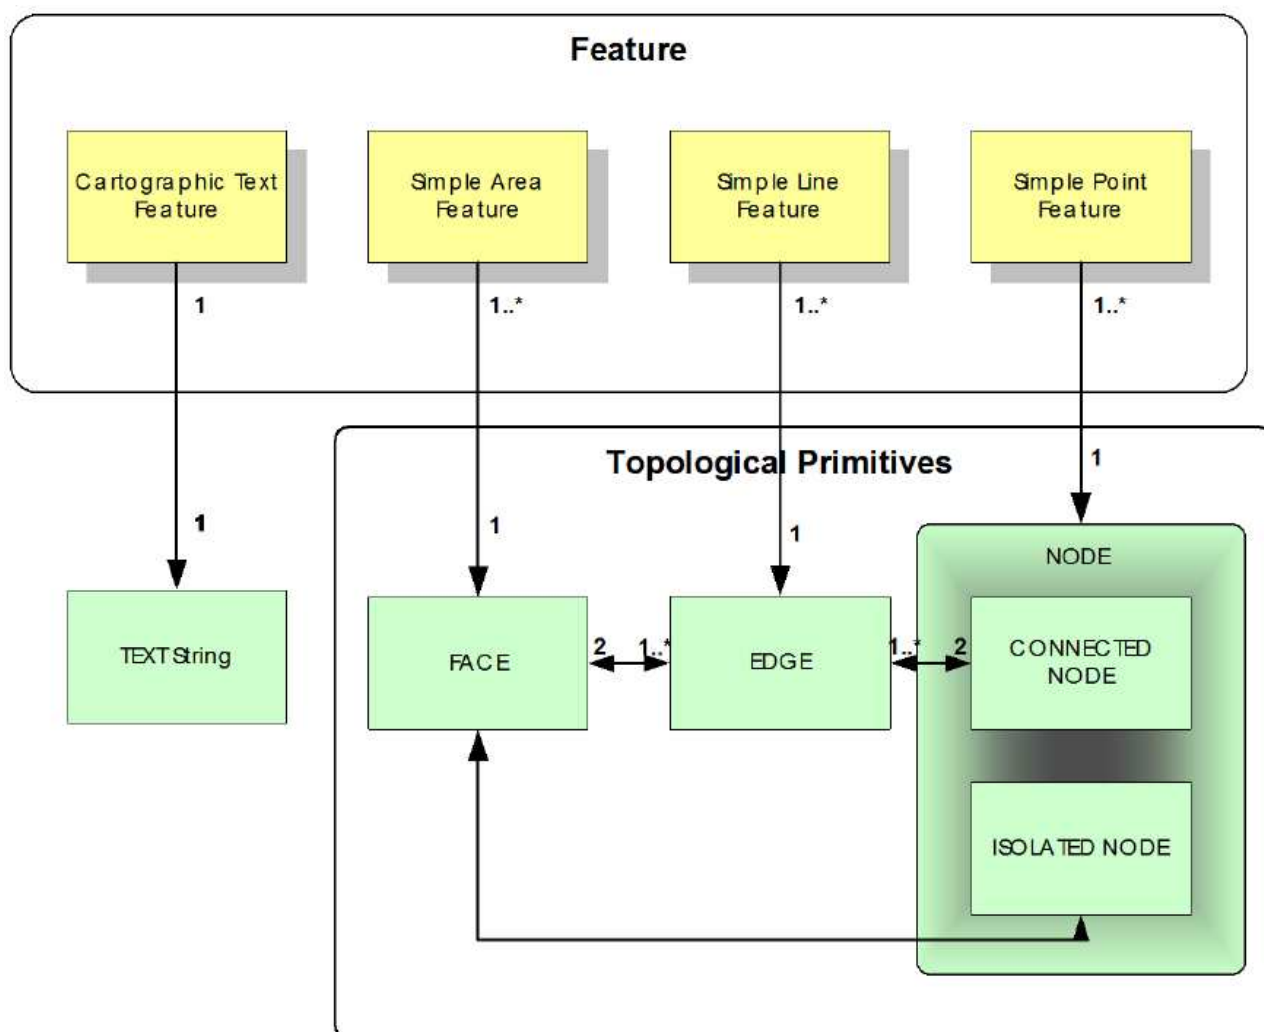 Feature
Cartographic Text
Feature
Simple Area
Feature
Simple Line
Feature
Simple Point
Feature
1
1..*
1..*
1..*
Topological Primitives
1
1
1
1
NODE
TEXT String
FACE
2
1..*
EDGE
1..*
2
CONNECTED
NODE
ISOLATED NODE